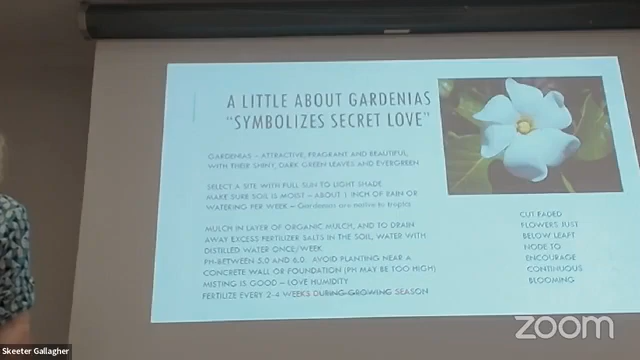 A LITTLE ABOUT GARDENIAS
"SYMBOLIZES SECRET LOVE"
GARDENIAS – ATTRACTIVE, FRAGRANT AND BEAUTIFUL,
WITH THEIR SHINY, DARK GREEN LEAVES AND EVERGREEN
SELECT A SITE WITH FULL SUN TO LIGHT SHADE
MAKE SURE SOIL IS MOIST – ABOUT 1 INCH OF RAIN OR
WATERING PER WEEK – Gardenias are native to tropics
MULCH IN LAYER OF ORGANIC MULCH, AND TO DRAIN
AWAY EXCESS FERTILIZER SALTS IN THE SOIL, WATER WITH
DISTILLED WATER ONCE/WEEK
PH-BETWEEN 5.0 AND 6.0 AVOID PLANTING NEAR A
CONCRETE WALL OR FOUNDATION (PH MAY BE TOO HIGH)
MISTING IS GOOD – LOVE HUMIDITY
FERTILIZE EVERY 2-4 WEEKS DURING GROWING SEASON
CUT FADED
FLOWERS JUST
BELOW LEAFT
NODE TO
ENCOURAGE
CONTINUOUS
BLOOMING
zoom
Skeeter Gallagher